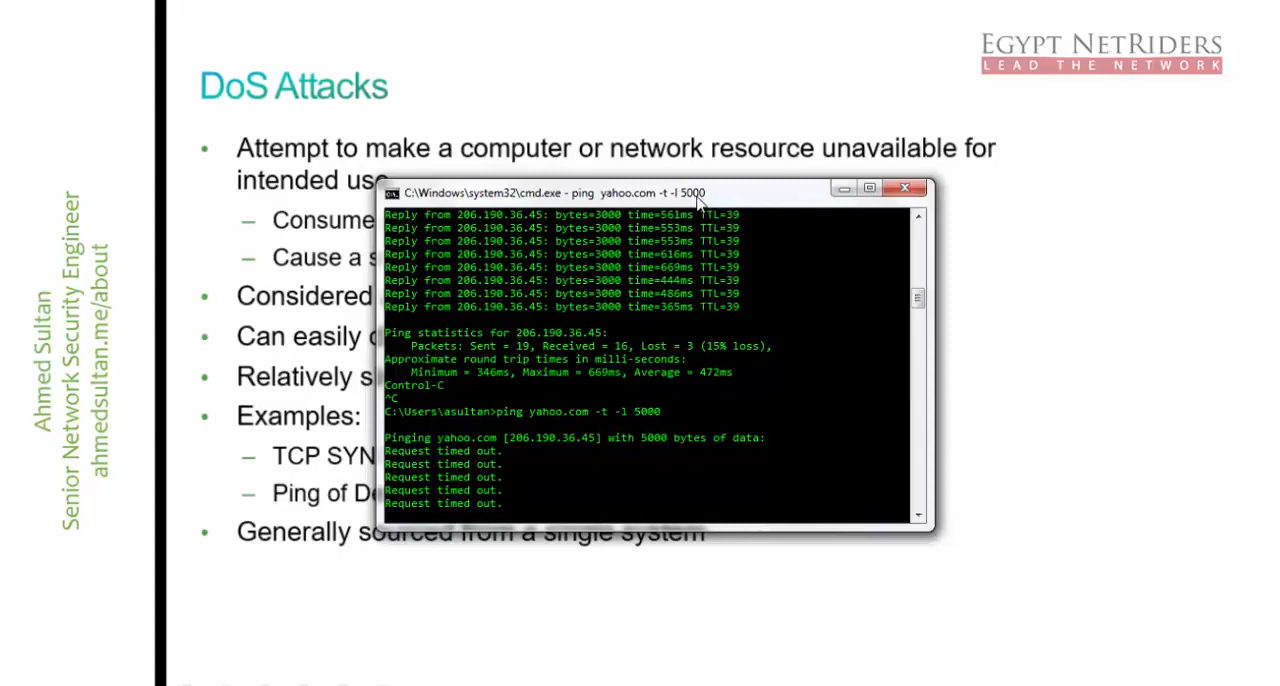 EGYPT NETRIDERS
LEAD THE NETWORK
DoS Attacks
Attempt to make a computer or network resource unavailable for
intended use
Consume
Cause a
Considered
Can easily
Relatively
Examples:
TCP SYN
Ping of
Generally sourced from a single system
C:\Windows\system32\cmd.exe - ping yahoo.com -t -l 5000
Reply from 206.190.36.45: bytes=3000 time=561ms TTL=39
Reply from 206.190.36.45: bytes=3000 time=553ms TTL=39
Reply from 206.190.36.45: bytes=3000 time=553ms TTL=39
Reply from 206.190.36.45: bytes=3000 time=616ms TTL=39
Reply from 206.190.36.45: bytes=3000 time=669ms TTL=39
Reply from 206.190.36.45: bytes=3000 time=444ms TTL=39
Reply from 206.190.36.45: bytes=3000 time=486ms TTL=39
Reply from 206.190.36.45: bytes=3000 time=365ms TTL=39
Ping statistics for 206.190.36.45:
Packets: Sent = 19, Received = 16, Lost = 3 (15% loss),
Approximate round trip times in milli-seconds:
Minimum = 346ms, Maximum = 669ms, Average = 472ms
Control-C
^C
C:\Users\asultan>ping yahoo.com -t -l 5000
Pinging yahoo.com [206.190.36.45] with 5000 bytes of data:
Request timed out.
Request timed out.
Request timed out.
Request timed out.
Request timed out.
Ahmed Sultan
Senior Network Security Engineer
ahmedsultan.me/about